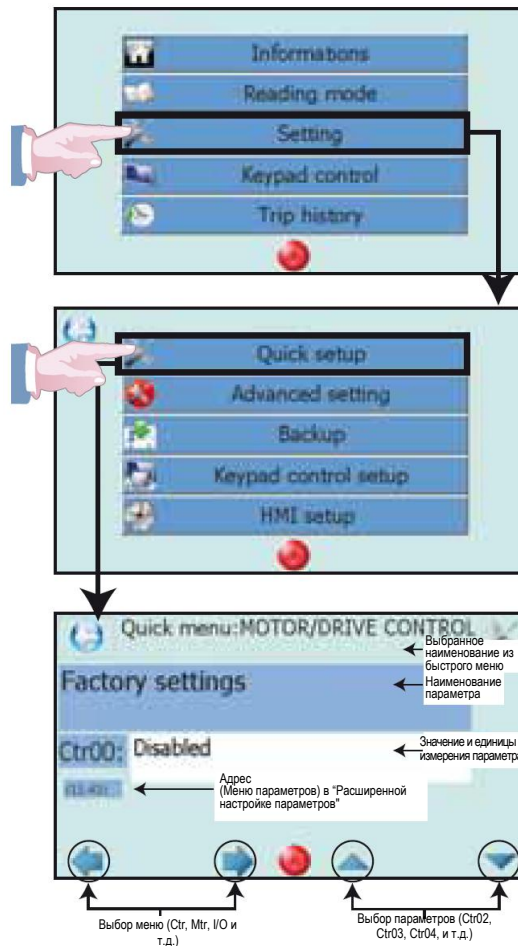 Informations
Reading mode
Setting
Keypad control
Trip history
Quick setup
Advanced setting
Backup
Keypad control setup
HMI setup
Quick menu:MOTOR/DRIVE CONTROL
Выбранное
наименование из
быстрого меню
Factory settings
Наименование
параметра
Ctr00: Disabled
Значение и единицы
измерения параметра
Адрес
(Меню параметров) в "Расширенной
настройке параметров"
Выбор меню (Ctr, Mtr, I/O и
т.д.)
Выбор параметров (Ctr02,
Ctr03, Ctr04, и т.д.)